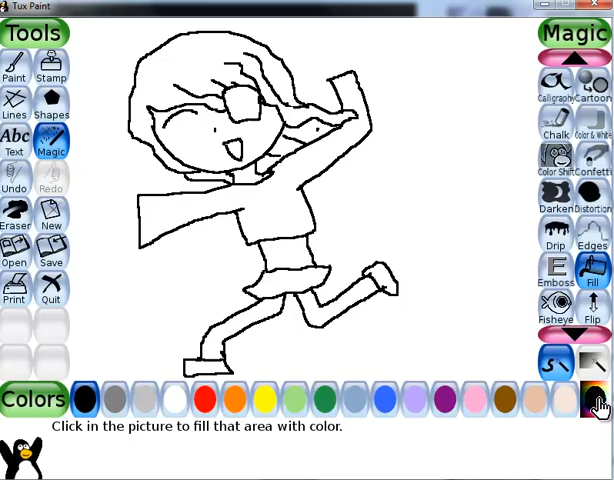 Tux Paint
Tools
Magic
Paint
Stamp
Lines
Shapes
Abc
Text
Magic
Undo
Redo
Eraser
New
Open
Save
Print
Quit
Calligraphy
Cartoon
Chalk
Color & White
Color Shift
Confetti
Darken
Distortion
Drip
Edges
E
Emboss
Fill
Fisheye
Flip
Colors
Click in the picture to fill that area with color.